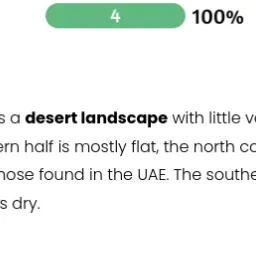 4 100%
s a desert landscape with little v
ern half is mostly flat, the north co
hose found in the UAE. The southe
s dry.